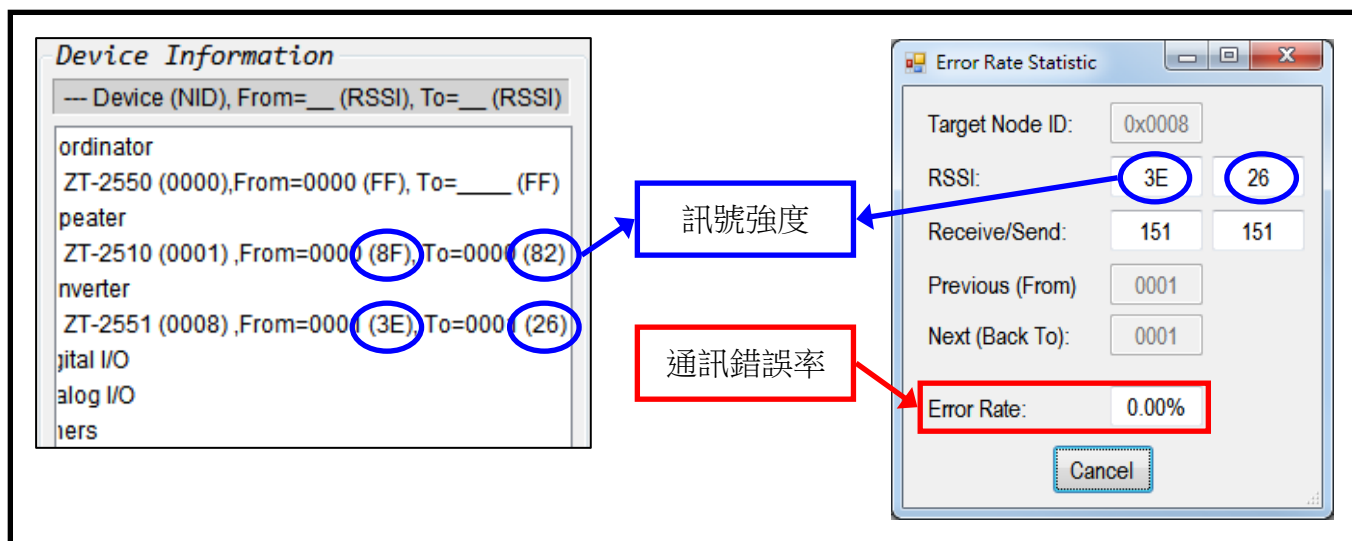 Device Information
--- Device (NID), From=__ (RSSI), To=__ (RSSI)
ordinator
ZT-2550 (0000),From=0000 (FF), To=____ (FF)
peater
ZT-2510 (0001) ,From=0000 (8F), To=0000 (82)
nverter
ZT-2551 (0008) ,From=0001 (3E), To=0001 (26)
gital I/O
alog I/O
hers
訊號強度
通訊錯誤率
Error Rate Statistic
Target Node ID: 0x0008
RSSI: 3E 26
Receive/Send: 151 151
Previous (From) 0001
Next (Back To): 0001
Error Rate: 0.00%
Cancel